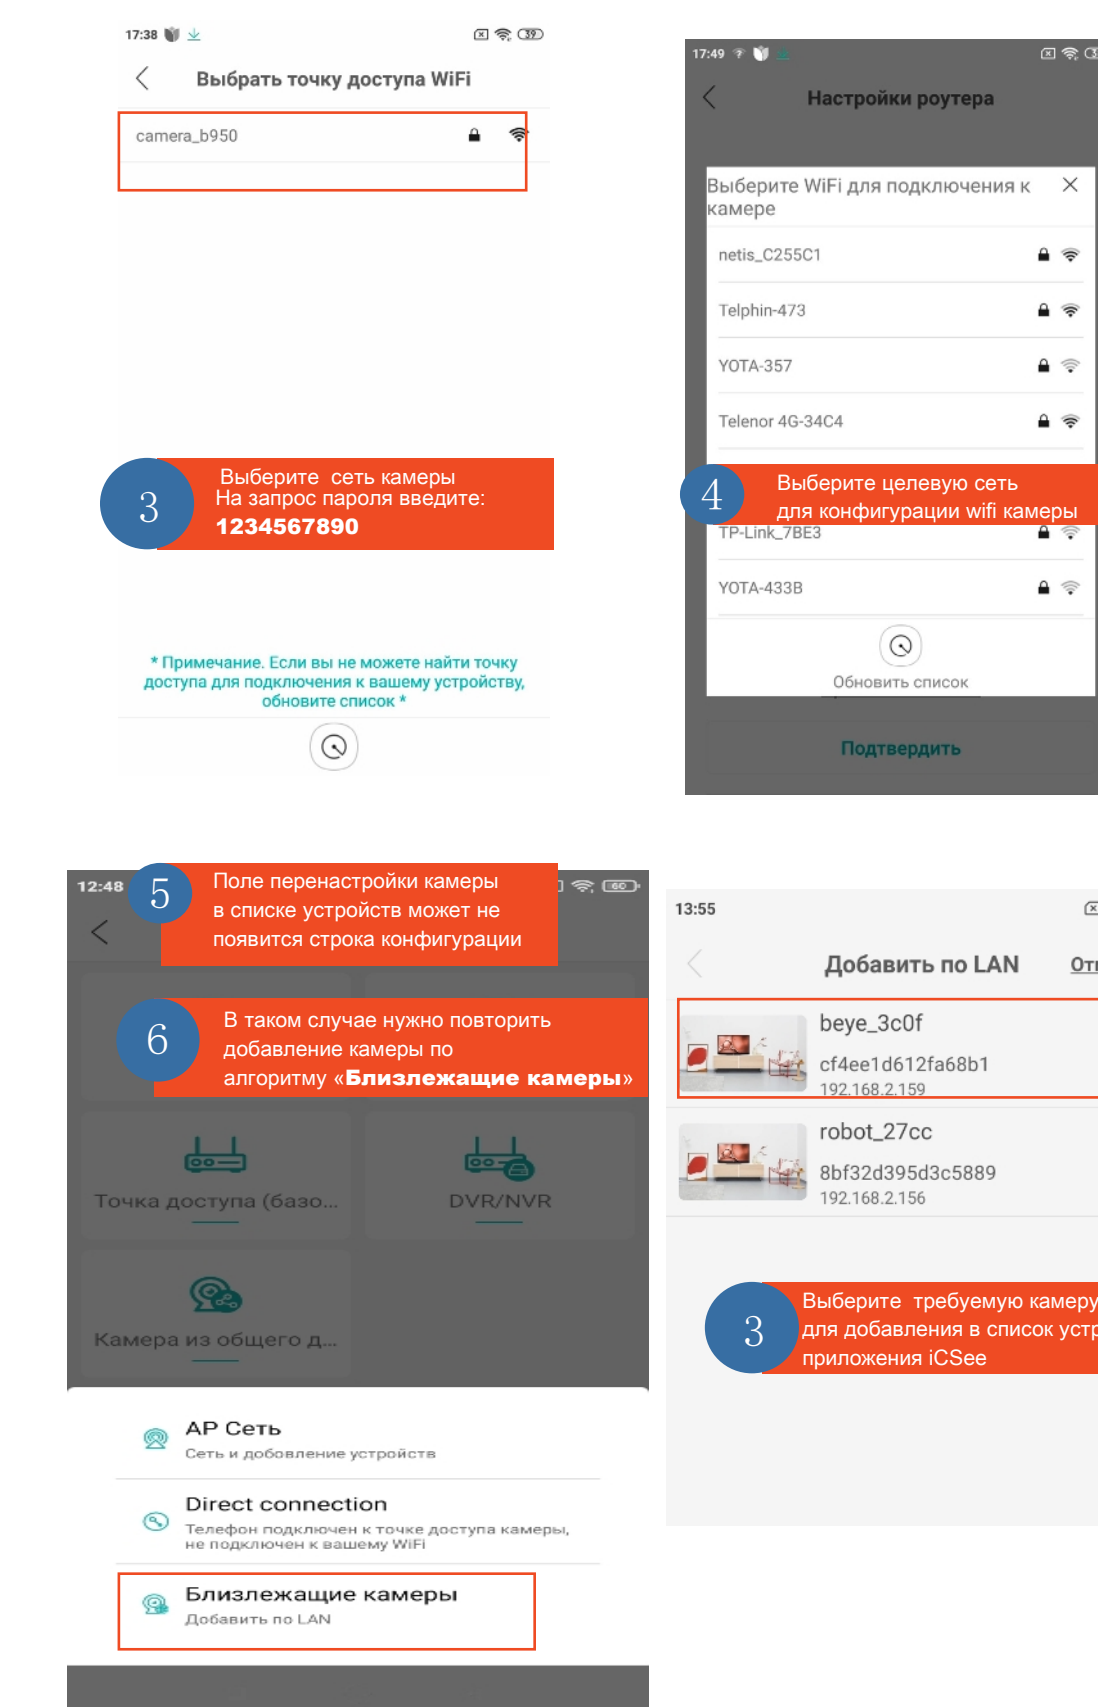 17:38
39
Выбрать точку доступа WiFi
camera_b950
3
Выберите сеть камеры
На запрос пароля введите:
1234567890
* Примечание. Если вы не можете найти точку
доступа для подключения к вашему устройству,
обновите список *
17:49
Настройки роутера
Выберите WiFi для подключения к
камере
netis_C255C1
Telphin-473
YOTA-357
Telenor 4G-34C4
4
Выберите целевую сеть
для конфигурации wifi камеры
TP-Link_7BE3
YOTA-433B
Обновить список
Подтвердить
12:48
60
5
Поле перенастройки камеры
в списке устройств может не
появится строка конфигурации
6
В таком случае нужно повторить
добавление камеры по
алгоритму «Близлежащие камеры»
Точка доступа (базо...
DVR/NVR
Камера из общего д...
AP Сеть
Сеть и добовление устройств
Direct connection
Телефон подключен к точке доступа камеры,
не подключен к вашему WiFi
Близлежащие камеры
Добавить по LAN
13:55
Добавить по LAN
beye_3c0f
cf4ee1d612fa68b1
192.168.2.159
robot_27cc
8bf32d395d3c5889
192.168.2.156
3
Выберите требуемую камеру
для добавления в список устр
приложения iCSee